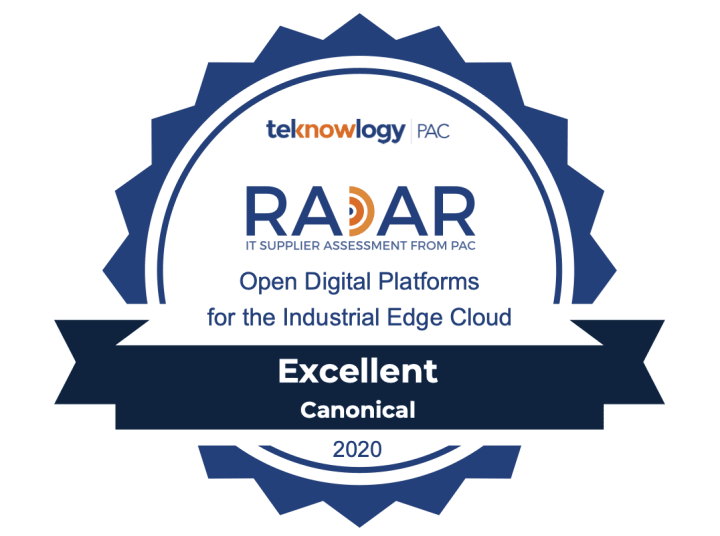 teknowlogy | PAC
RADAR
IT SUPPLIER ASSESSMENT FROM PAC
Open Digital Platforms
for the Industrial Edge Cloud
Excellent
Canonical
2020